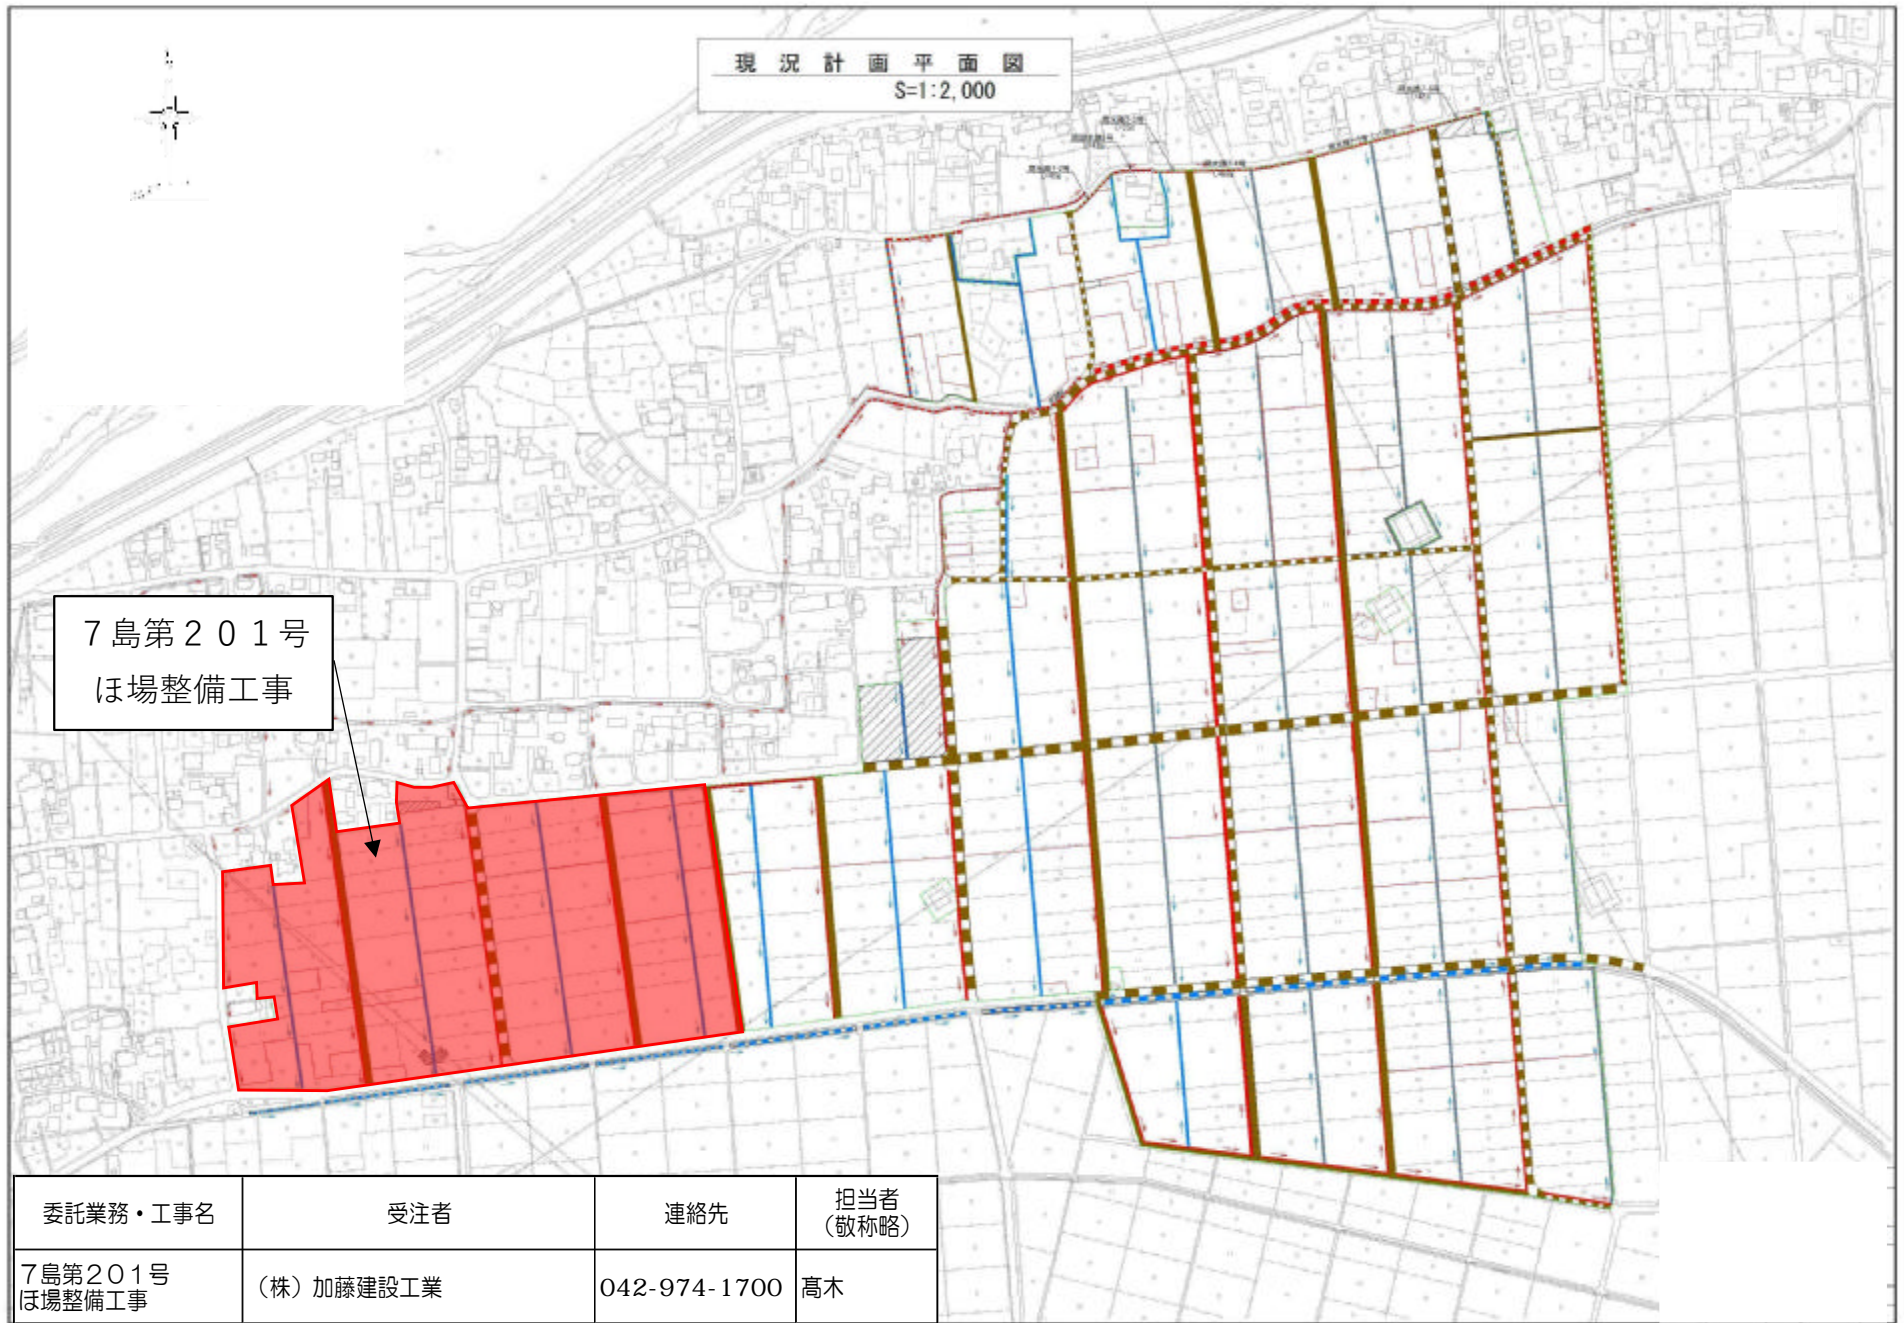 現況計画平面図
S=1:2,000
7島第201号
ほ場整備工事
委託業務・工事名
受注者
連絡先
担当者
(敬称略)
7島第201号
ほ場整備工事
(株)加藤建設工業
042-974-1700
髙木